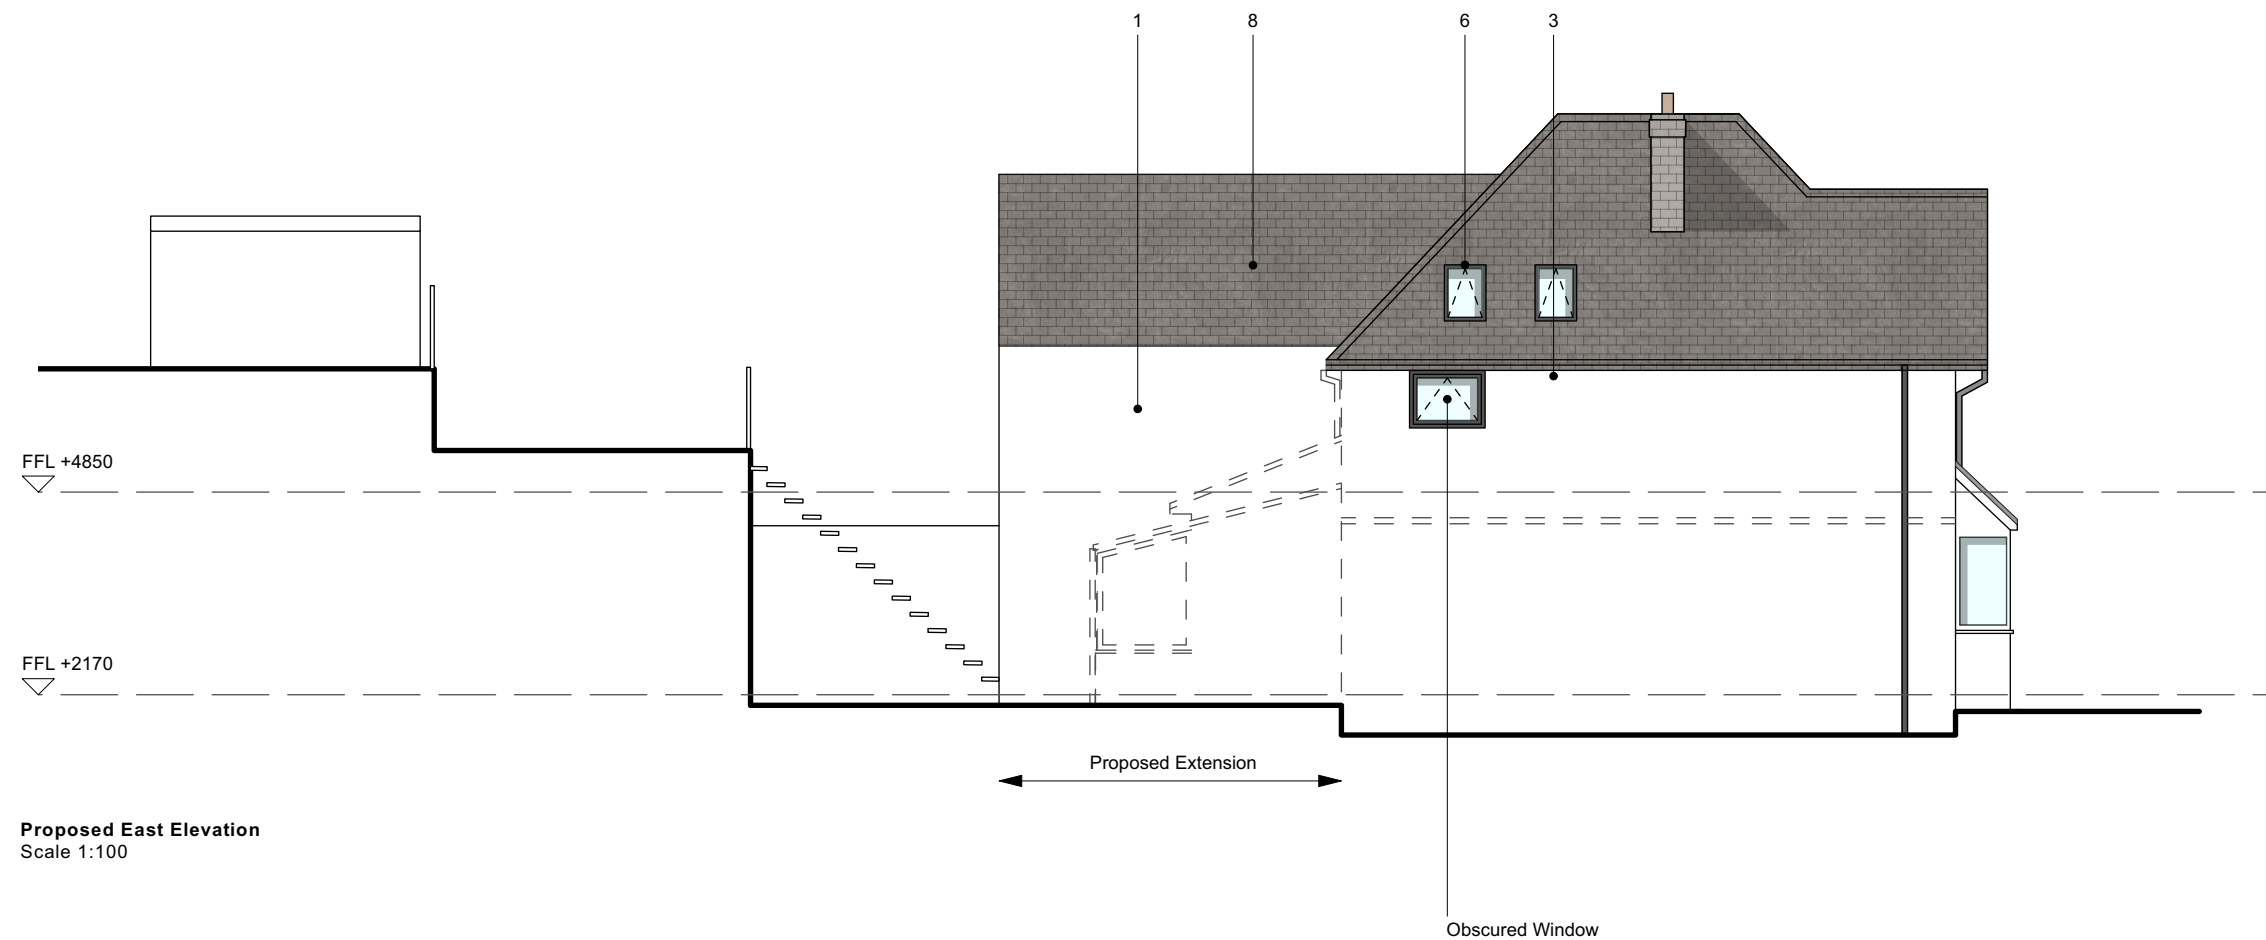 1
8
6
3
FFL +4850
FFL +2170
Proposed Extension
Proposed East Elevation
Scale 1:100
Obscured Window